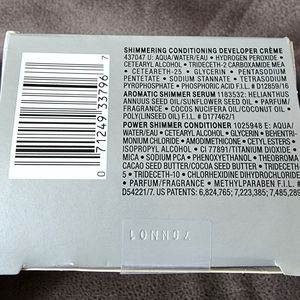 SHIMMERING CONDITIONING DEVELOPER CRÈME
437047 U: AQUA/WATER/EAU • HYDROGEN PEROXIDE •
CETEARYL ALCOHOL • TRIDECETH-2 CARBOXAMIDE MEA
• CETEARETH-25 • GLYCERIN • PENTASODIUM
PENTETATE • SODIUM STANNATE • TETRASODIUM
PYROPHOSPHATE • PHOSPHORIC ACID F.I.L. # D12859/16
AROMATIC SHIMMER SERUM 1183532: HELIANTHUS
ANNUUS SEED OIL/SUNFLOWER SEED OIL • PARFUM/
FRAGRANCE • COCOS NUCIFERA OIL/COCONUT OIL •
POLY(LINSEED OIL) F.I.L. # D177462/1
POWER SHIMMER CONDITIONER 1025948 E: AQUA/
WATER/EAU • CETEARYL ALCOHOL • GLYCERIN • BEHENTRI-
MONIUM CHLORIDE • AMODIMETHICONE • CETYL ESTERS
• ISOPROPYL ALCOHOL • CI 77891/TITANIUM DIOXIDE •
MICA • SODIUM PCA • PHENOXYETHANOL • THEOBROMA
CACAO SEED BUTTER/COCOA SEED BUTTER • TRIDECETH-5
• TRIDECETH-10 • CHLORHEXIDINE DIHYDROCHLORIDE
• PARFUM/FRAGRANCE • METHYLPARABEN F.I.L. #
D54221/7. US PATENTS: 6,824,765; 7,223,385; 7,485,289
0 71249 33796 7
70NN01